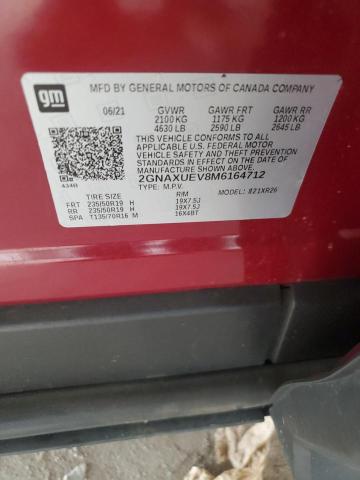 gm
MFD BY GENERAL MOTORS OF CANADA COMPANY
06/21 GVWR GAWR FRT GAWR RR
2100 KG 1175 KG 1200 KG
4630 LB 2590 LB 2645 LB
THIS VEHICLE CONFORMS TO ALL
APPLICABLE U.S. FEDERAL MOTOR
VEHICLE SAFETY AND THEFT PREVENTION
STANDARDS IN EFFECT ON THE DATE OF
MANUFACTURE SHOWN ABOVE.
2GNAXUEV8M6164712
434B TYPE: M.P.V. MODEL: 821XR26
TIRE SIZE RIM
FRT 235/50R19 H 19X7.5J
RR 235/50R19 H 19X7.5J
SPA T135/70R16 M 16X4BT